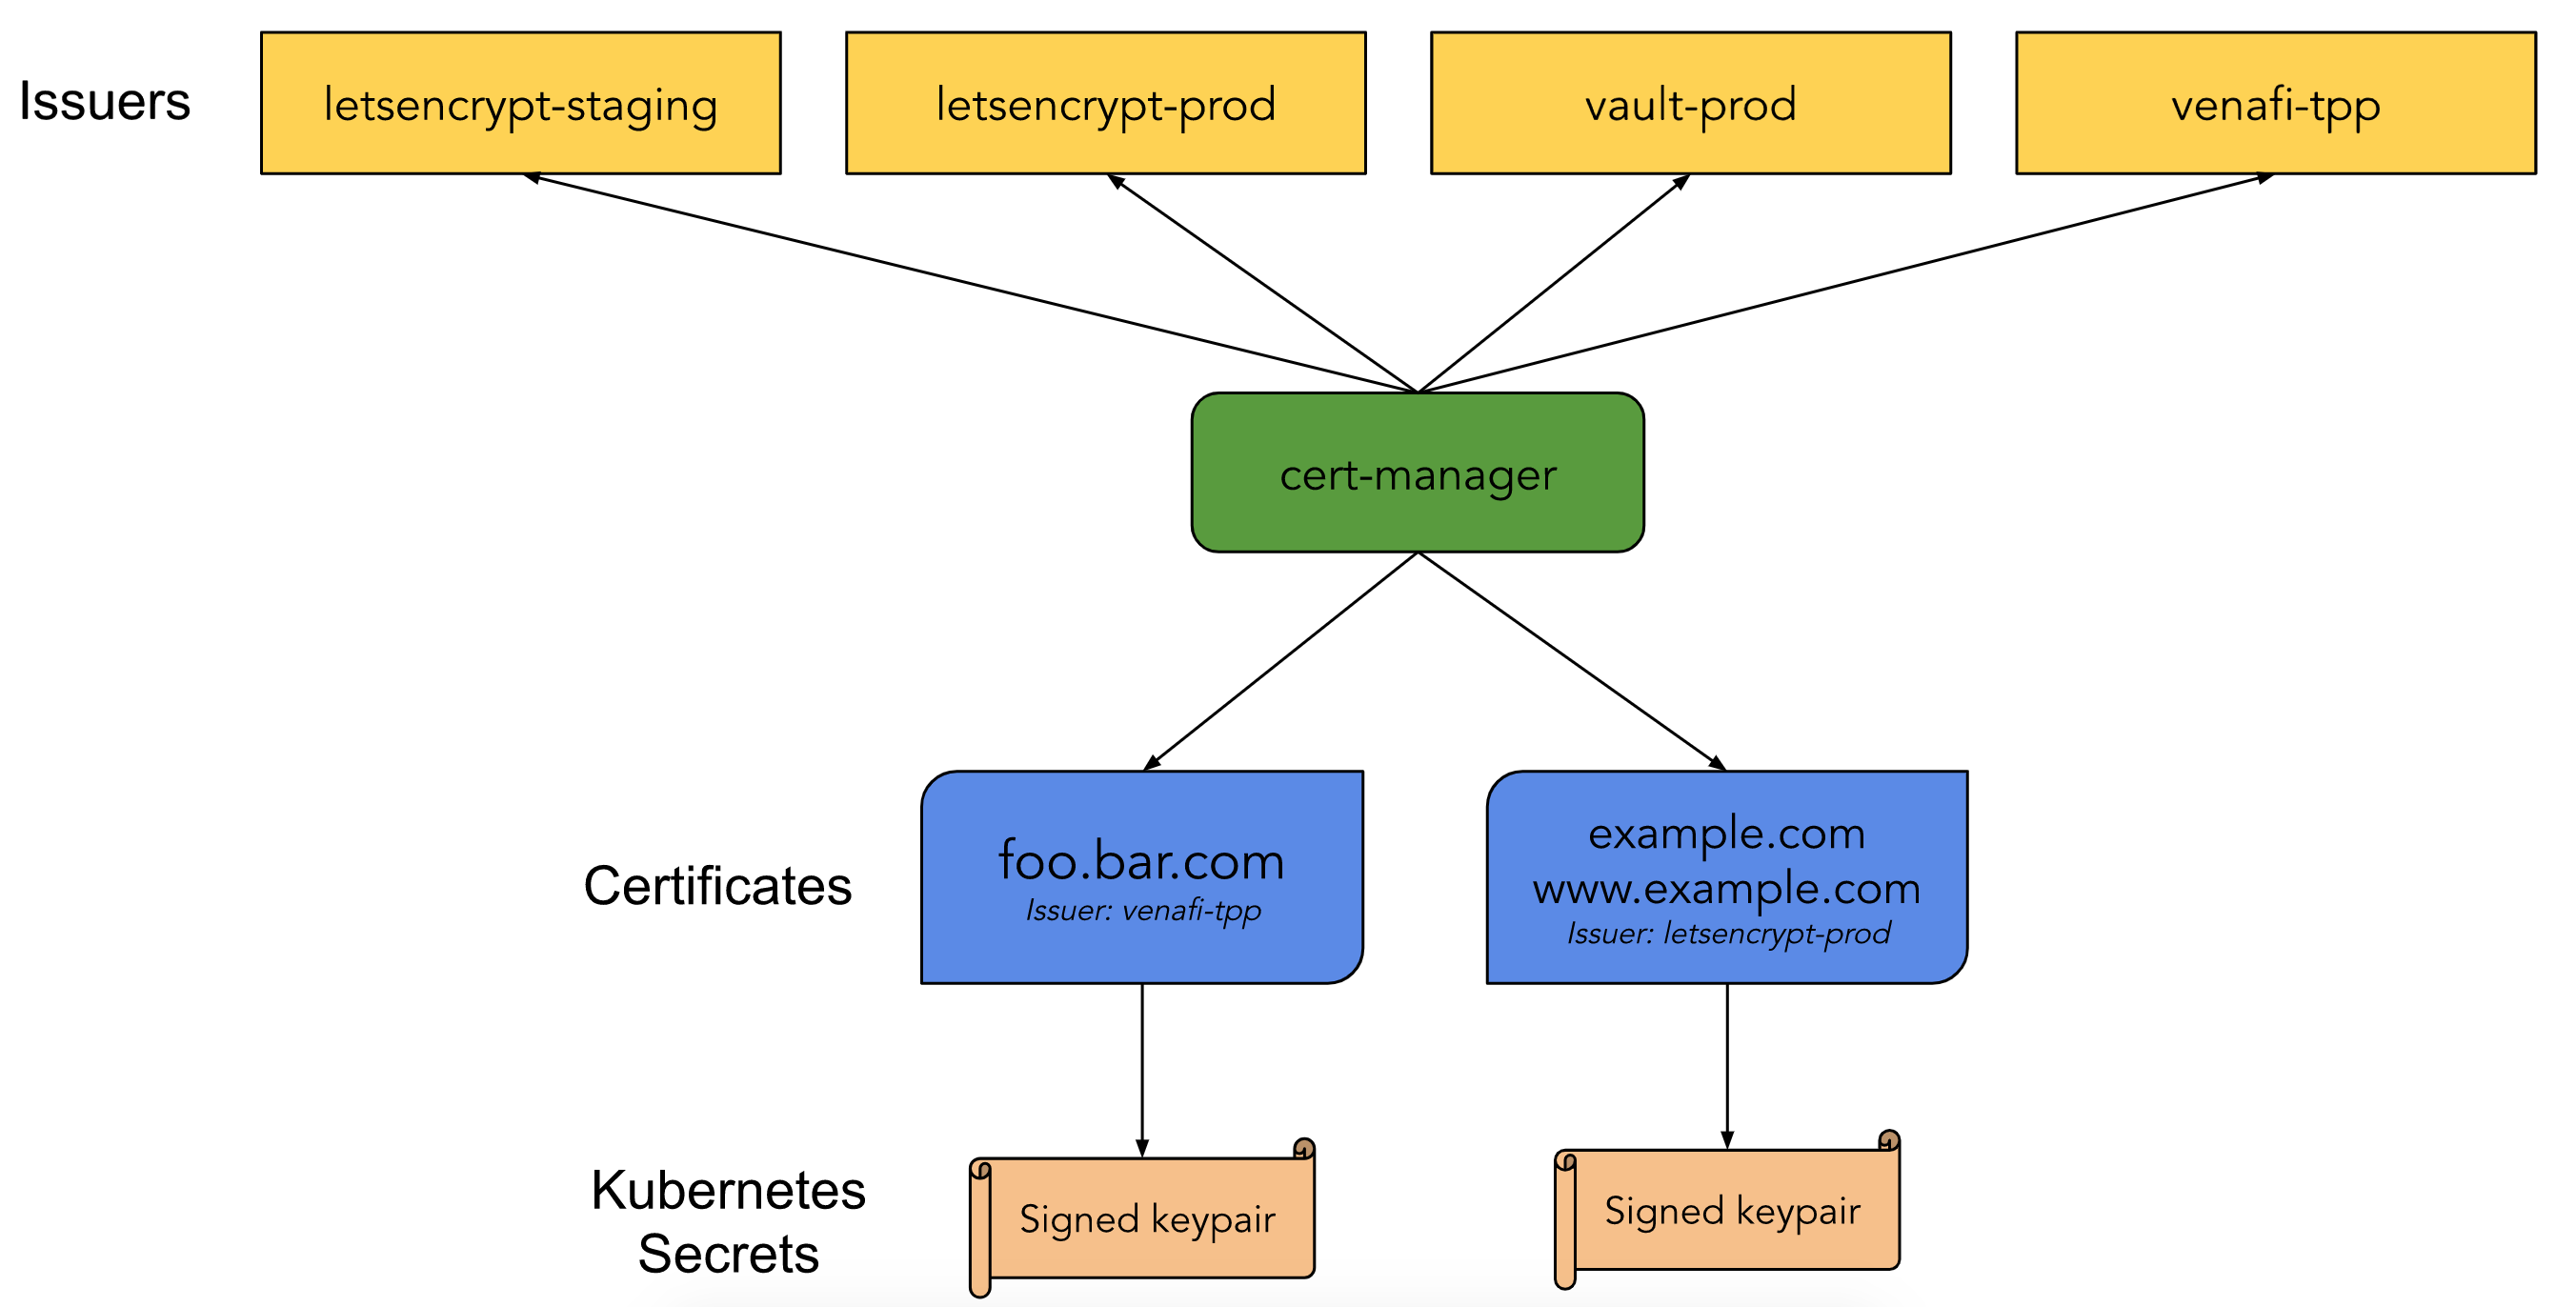 Issuers
letsencrypt-staging
letsencrypt-prod
vault-prod
venafi-tpp
cert-manager
Certificates
foo.bar.com
Issuer: venafi-tpp
example.com
www.example.com
Issuer: letsencrypt-prod
Kubernetes
Secrets
Signed keypair
Signed keypair